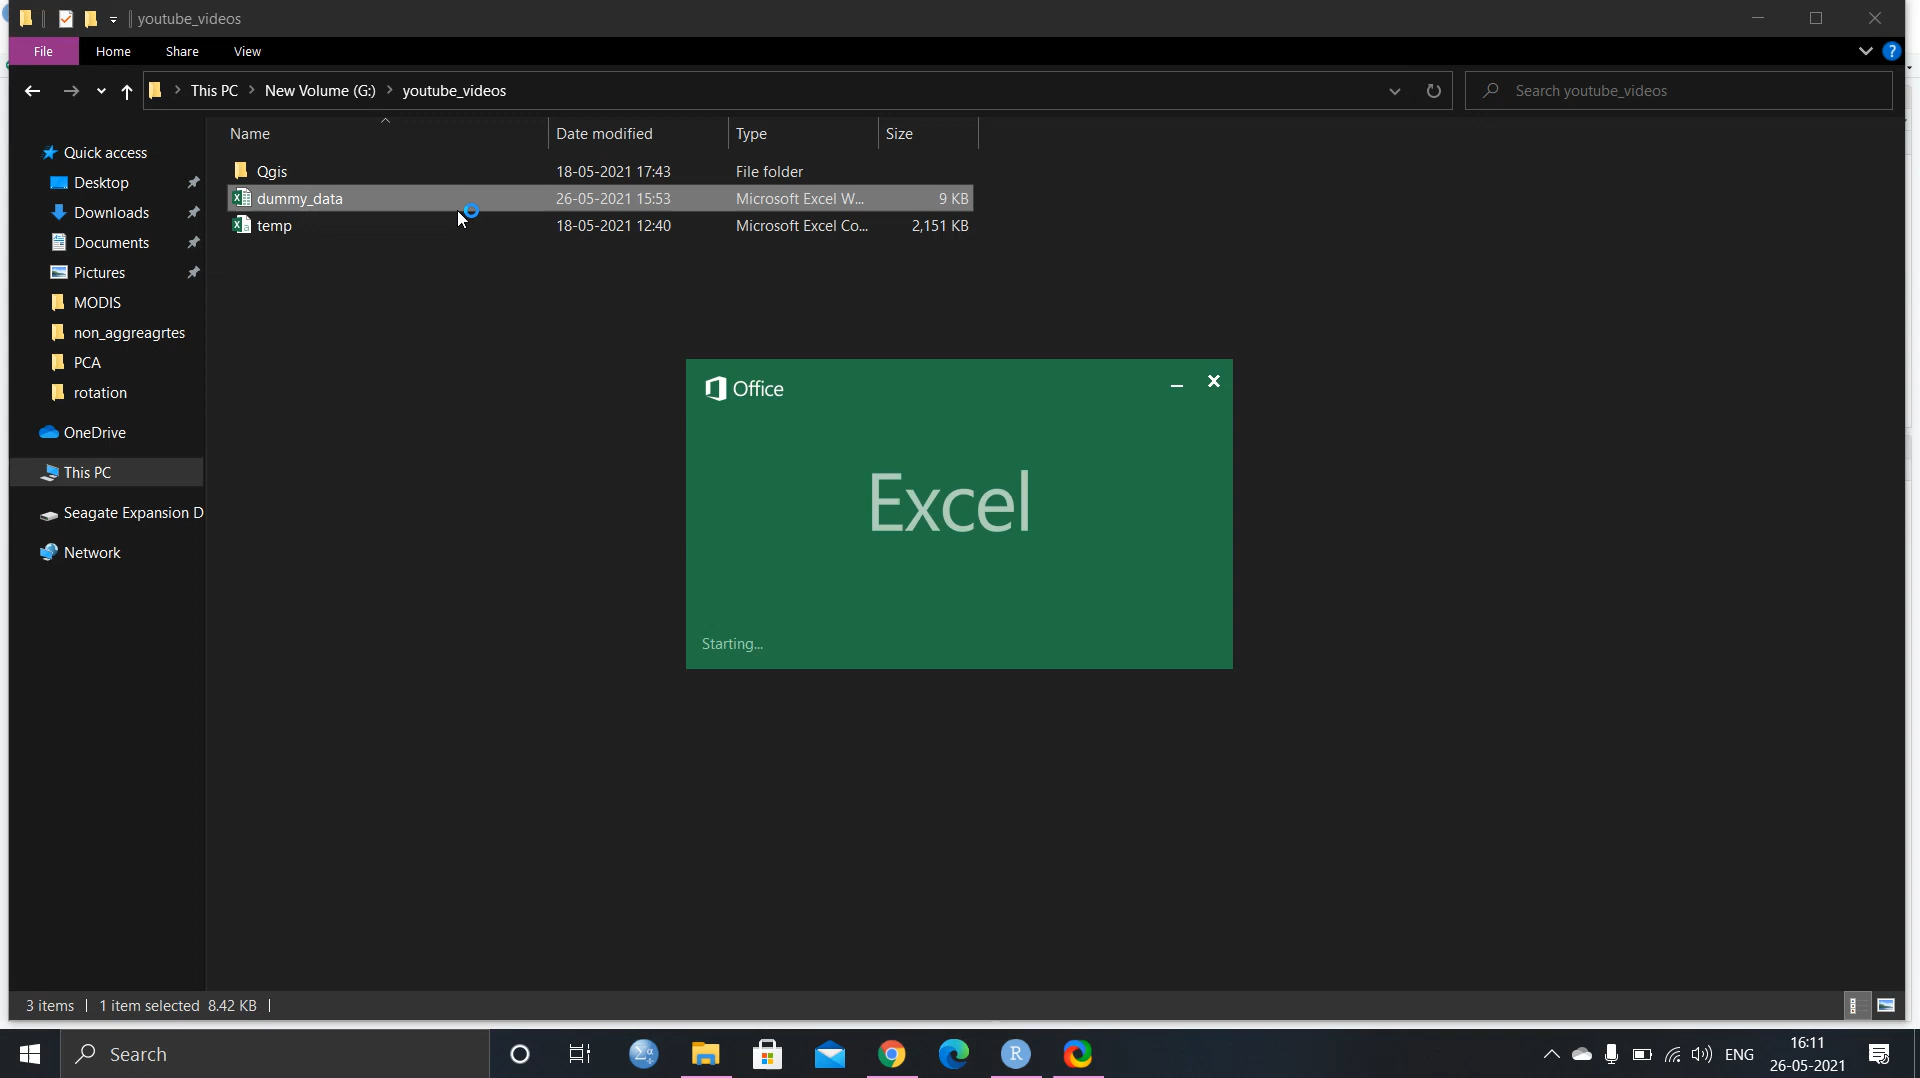 youtube_videos
File Home Share View
This PC New Volume (G:) youtube_videos Search youtube_videos
Name Date modified Type Size
Qgis 18-05-2021 17:43 File folder
dummy_data 26-05-2021 15:53 Microsoft Excel W... 9 KB
temp 18-05-2021 12:40 Microsoft Excel Co... 2,151 KB
Quick access
Desktop
Downloads
Documents
Pictures
MODIS
non_aggreagrtes
PCA
rotation
OneDrive
This PC
Seagate Expansion D
Network
Office
Excel
Starting...
3 items 1 item selected 8.42 KB
Search
ENG
16:11
26-05-2021